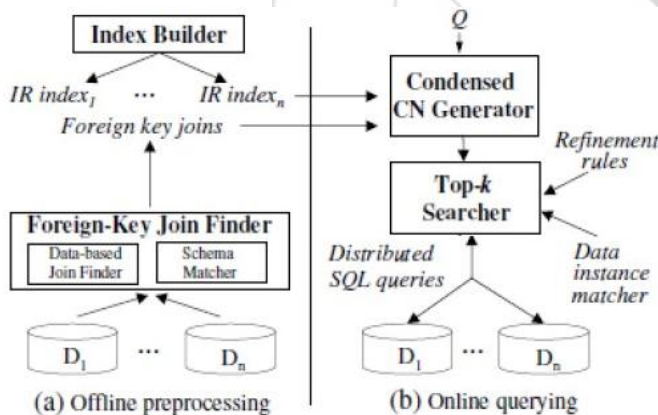 Index Builder
IR index1 ... IR indexn
Foreign key joins
Foreign-Key Join Finder
Data-based
Join Finder
Schema
Matcher
D1 ... Dn
(a) Offline preprocessing
Q
Condensed
CN Generator
Top-k
Searcher
Refinement
rules
Distributed
SQL queries
Data
instance
matcher
D1 ... Dn
(b) Online querying